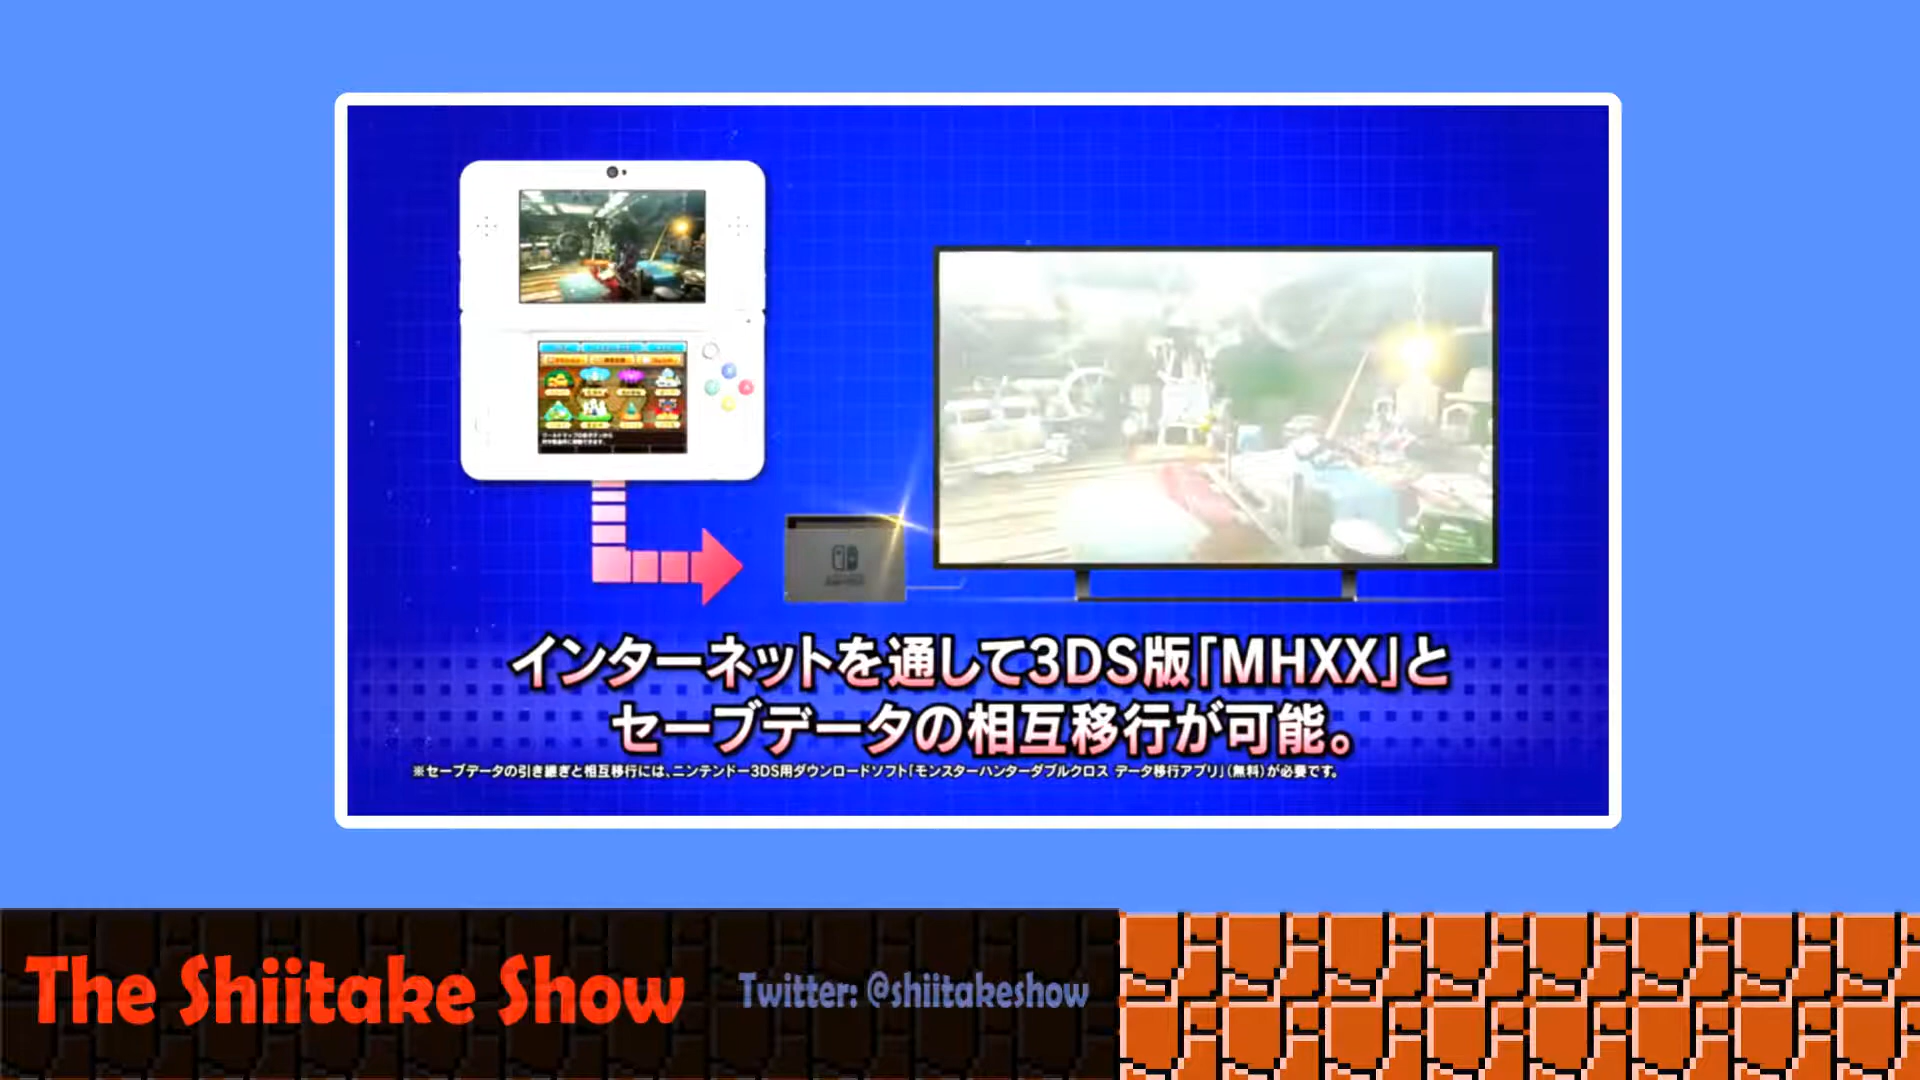 インターネットを通して3DS版「MHXX」と
セーブデータの相互移行が可能。
※セーブデータの引き継ぎと相互移行には、ニンテンドー3DS用ダウンロードソフト「モンスターハンターダブルクロス データ移行アプリ」(無料)が必要です。
The Shiitake Show
Twitter: @shiitakeshow